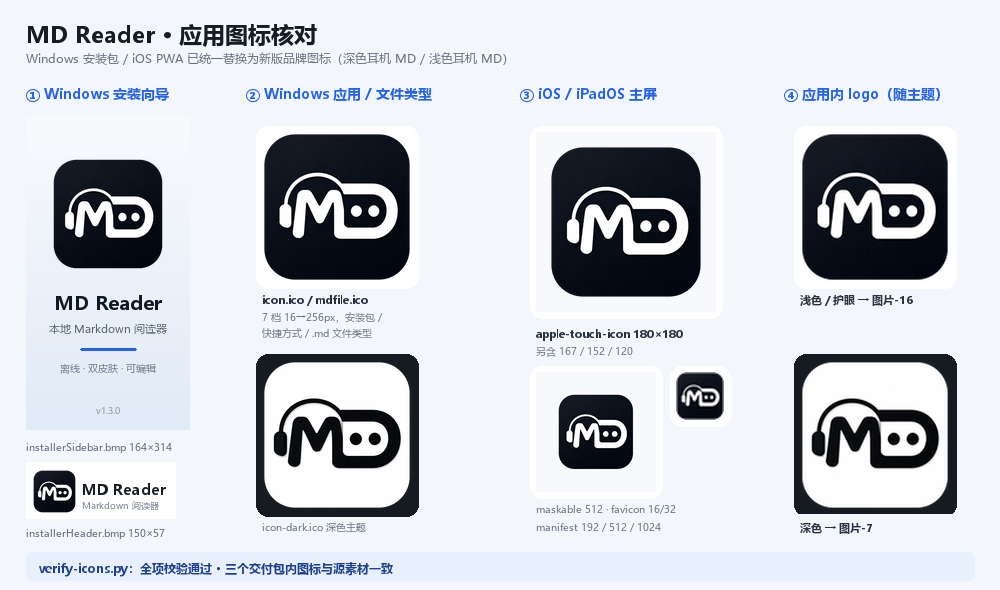 MD Reader • 应用图标核对
Windows 安装包 / iOS PWA 已统一替换为新版品牌图标（深色耳机 MD / 浅色耳机 MD）
① Windows 安装向导
MD
MD Reader
本地 Markdown 阅读器
离线 · 双皮肤 · 可编辑
v1.3.0
installerSidebar.bmp 164×314
MD
MD Reader
Markdown 阅读器
installerHeader.bmp 150×57
② Windows 应用 / 文件类型
MD
icon.ico / mdfile.ico
7 档 16→256px，安装包 /
快捷方式 / .md 文件类型
MD
icon-dark.ico 深色主题
③ iOS / iPadOS 主屏
MD
apple-touch-icon 180×180
另含 167 / 152 / 120
MD
MD
maskable 512 · favicon 16/32
manifest 192 / 512 / 1024
④ 应用内 logo（随主题）
MD
浅色 / 护眼 → 图片-16
MD
深色 → 图片-7
verify-icons.py：全项校验通过 · 三个交付包内图标与源素材一致